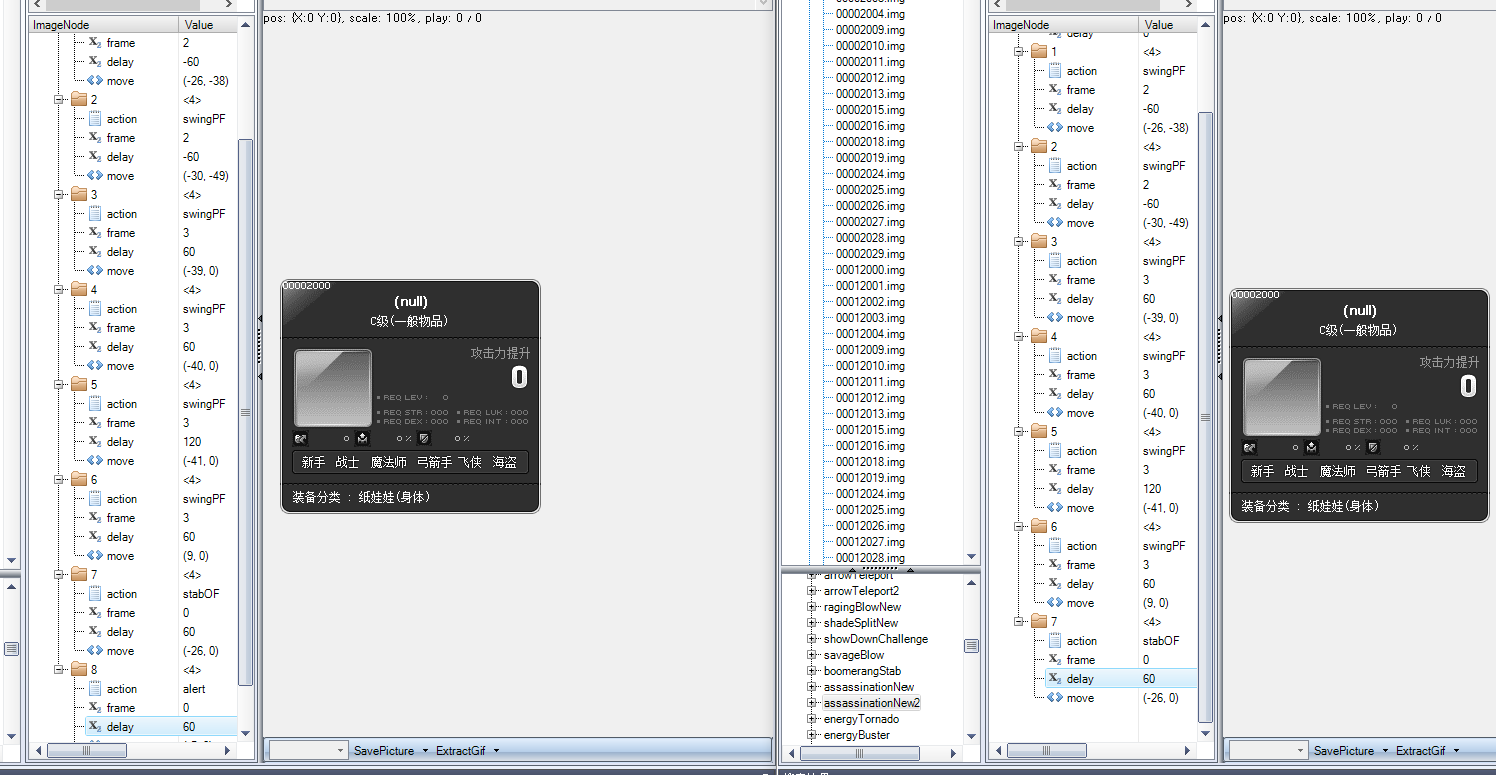 pos: {X:0 Y:0}, scale: 100%, play: 0 / 0
ImageNode Value
frame 2
delay -60
move (-26, -38)
2 <4>
action swingPF
frame 2
delay -60
move (-30, -49)
3 <4>
action swingPF
frame 3
delay 60
move (-39, 0)
4 <4>
action swingPF
frame 3
delay 60
move (-40, 0)
5 <4>
action swingPF
frame 3
delay 120
move (-41, 0)
6 <4>
action swingPF
frame 3
delay 60
move (9, 0)
7 <4>
action stabOF
frame 0
delay 60
move (-26, 0)
8 <4>
action alert
frame 0
delay 60
00002000
(null)
C级(一般物品)
攻击力提升
0
REQ LEV : 0
REQ STR : 000 REQ LUK : 000
REQ DEX : 000 REQ INT : 000
0 0 % 0 %
新手 战士 魔法师 弓箭手 飞侠 海盗
装备分类 : 纸娃娃(身体)
SavePicture ExtractGif
00002004.img
00002009.img
00002010.img
00002011.img
00002012.img
00002013.img
00002015.img
00002016.img
00002018.img
00002019.img
00002024.img
00002025.img
00002026.img
00002027.img
00002028.img
00002029.img
00012000.img
00012001.img
00012002.img
00012003.img
00012004.img
00012009.img
00012010.img
00012011.img
00012012.img
00012013.img
00012015.img
00012016.img
00012018.img
00012019.img
00012024.img
00012025.img
00012026.img
00012027.img
00012028.img
arrowTeleport
arrowTeleport2
ragingBlowNew
shadeSplitNew
showDownChallenge
savageBlow
boomerangStab
assassinationNew
assassinationNew2
energyTornado
energyBuster
pos: {X:0 Y:0}, scale: 100%, play: 0 / 0
ImageNode Value
delay 0
1 <4>
action swingPF
frame 2
delay -60
move (-26, -38)
2 <4>
action swingPF
frame 2
delay -60
move (-30, -49)
3 <4>
action swingPF
frame 3
delay 60
move (-39, 0)
4 <4>
action swingPF
frame 3
delay 60
move (-40, 0)
5 <4>
action swingPF
frame 3
delay 120
move (-41, 0)
6 <4>
action swingPF
frame 3
delay 60
move (9, 0)
7 <4>
action stabOF
frame 0
delay 60
move (-26, 0)
00002000
(null)
C级(一般物品)
攻击力提升
0
REQ LEV : 0
REQ STR : 000 REQ LUK : 000
REQ DEX : 000 REQ INT : 000
0 0 % 0 %
新手 战士 魔法师 弓箭手 飞侠 海盗
装备分类 : 纸娃娃(身体)
SavePicture ExtractGif